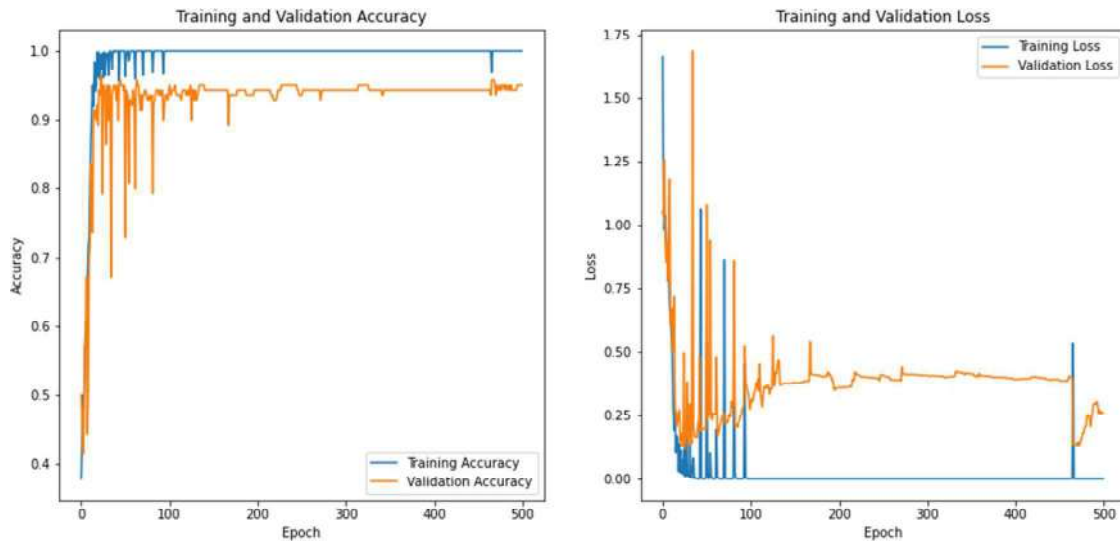 Training and Validation Accuracy
1.0
0.9
0.8
0.7
0.6
0.5
0.4
Accuracy
0
100
200
300
400
500
Epoch
Training Accuracy
Validation Accuracy
Training and Validation Loss
1.75
1.50
1.25
1.00
0.75
0.50
0.25
0.00
Loss
0
100
200
300
400
500
Epoch
Training Loss
Validation Loss